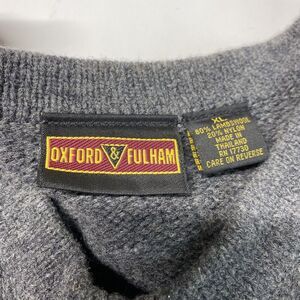 OXFORD & FULHAM
XL
80% LAMBSWOOL
20% NYLON
MADE IN
THAILAND
RN 17730
CARE ON REVERSE